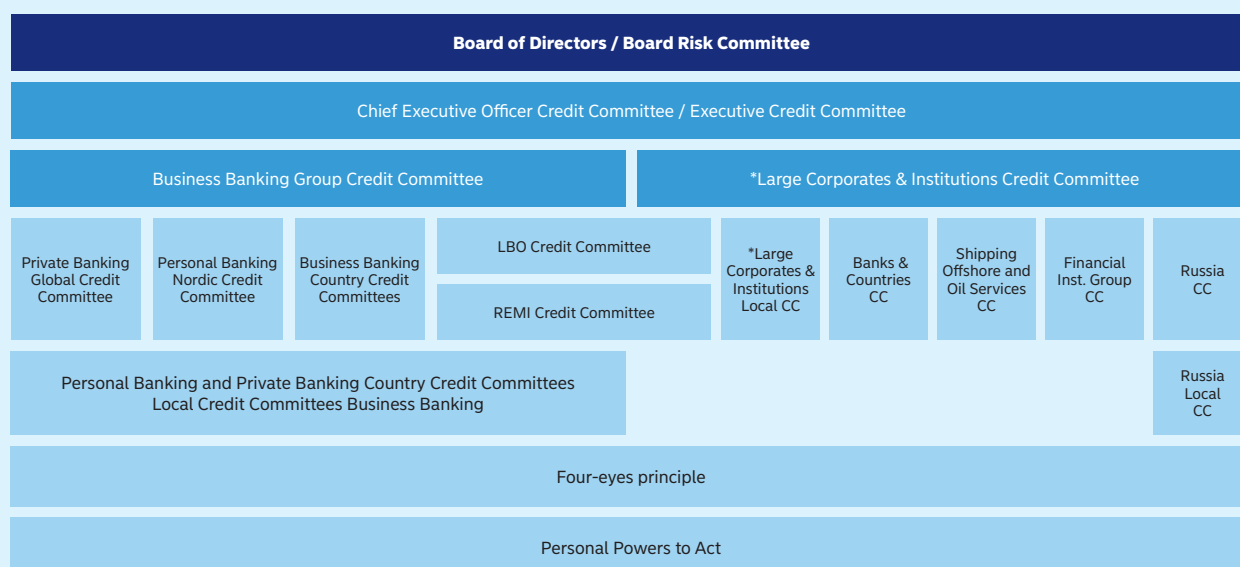 Board of Directors / Board Risk Committee
Chief Executive Officer Credit Committee / Executive Credit Committee
Business Banking Group Credit Committee
*Large Corporates & Institutions Credit Committee
Private Banking
Global Credit
Committee
Personal Banking
Nordic Credit
Committee
Business Banking
Country Credit
Committees
LBO Credit Committee
REMI Credit Committee
*Large
Corporates &
Institutions
Local CC
Banks &
Countries
CC
Shipping
Offshore and
Oil Services
CC
Financial
Inst. Group
CC
Russia
CC
Personal Banking and Private Banking Country Credit Committees
Local Credit Committees Business Banking
Russia
Local
CC
Four-eyes principle
Personal Powers to Act